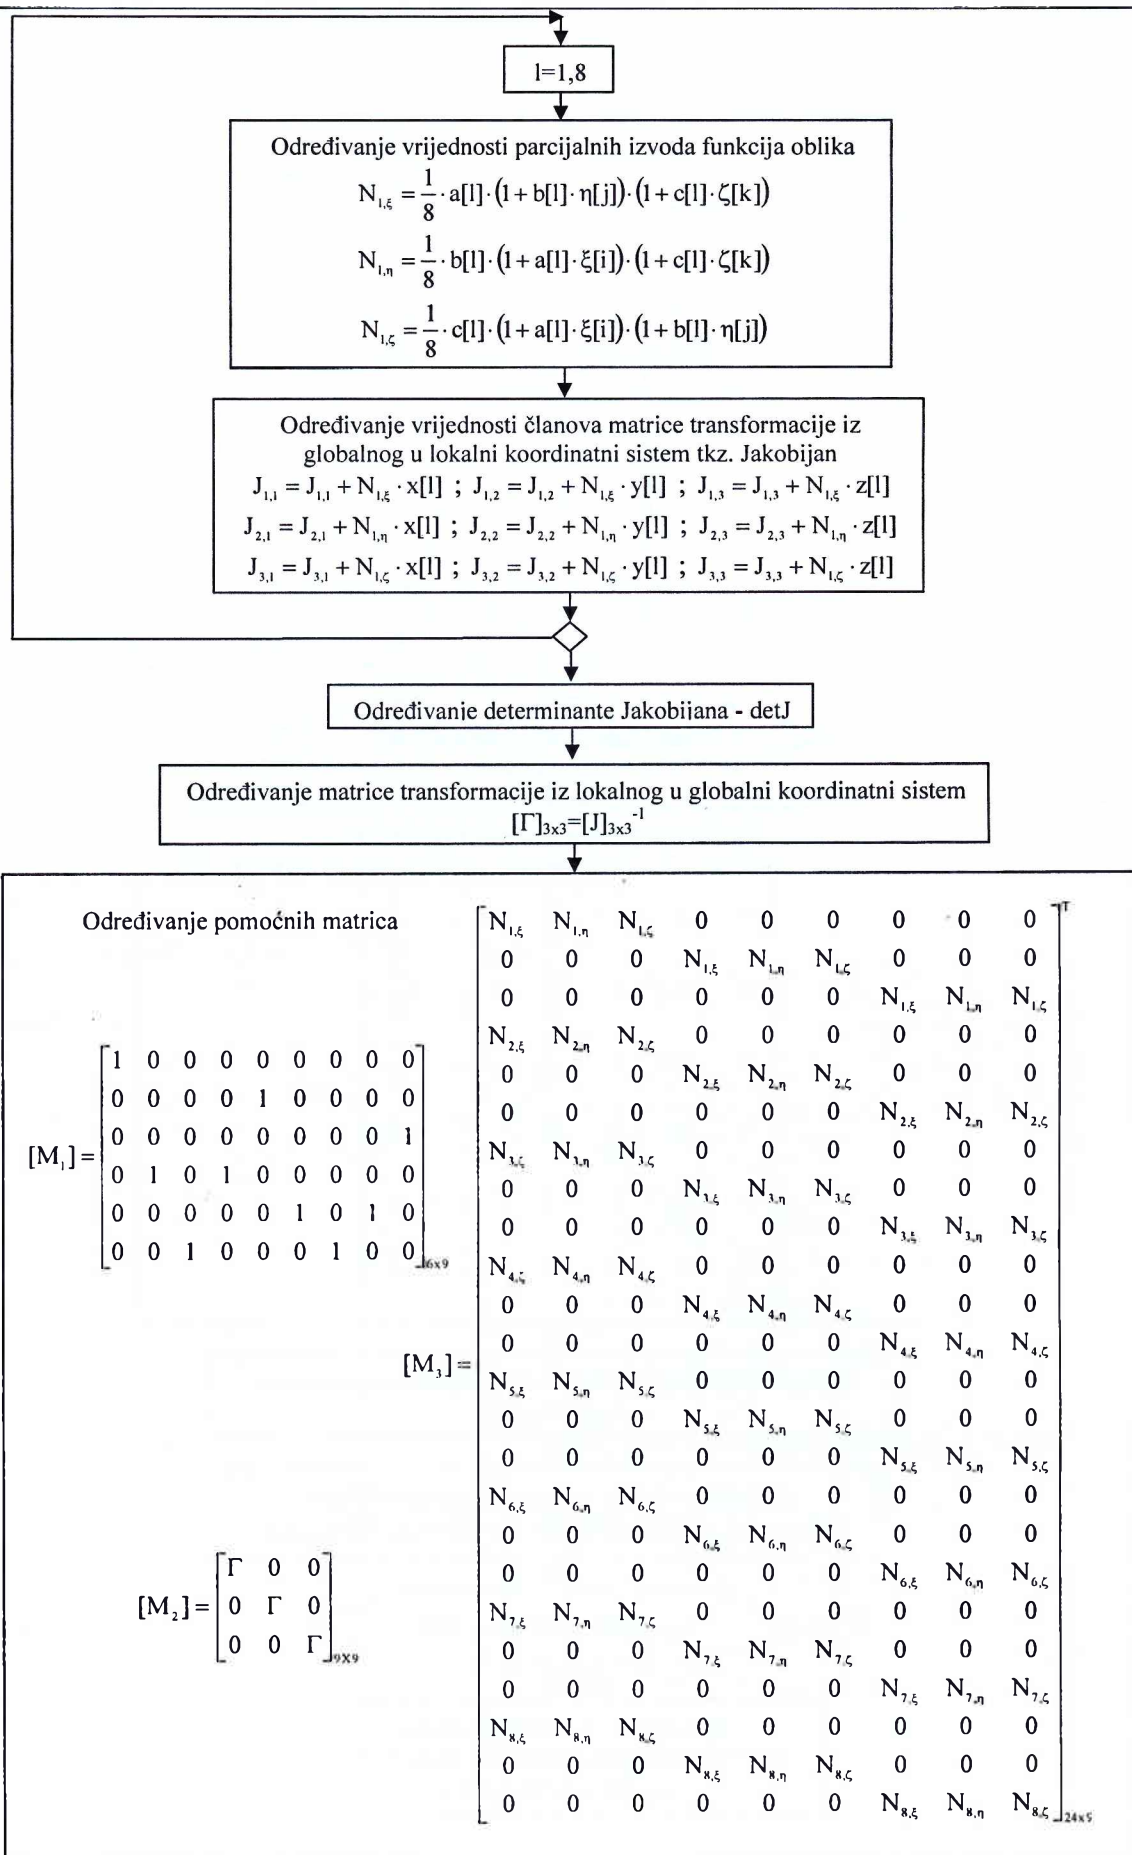 l=1,8
Određivanje vrijednosti parcijalnih izvoda funkcija oblika
N_{l,ξ} = 1/8 · a[l]·(1+b[l]·η[j])·(1+c[l]·ζ[k])
N_{l,η} = 1/8 · b[l]·(1+a[l]·ξ[i])·(1+c[l]·ζ[k])
N_{l,ζ} = 1/8 · c[l]·(1+a[l]·ξ[i])·(1+b[l]·η[j])
Određivanje vrijednosti članova matrice transformacije iz
globalnog u lokalni koordinatni sistem tkz. Jakobijan
J_{1,1} = J_{1,1} + N_{l,ξ} · x[l] ; J_{1,2} = J_{1,2} + N_{l,ξ} · y[l] ; J_{1,3} = J_{1,3} + N_{l,ξ} · z[l]
J_{2,1} = J_{2,1} + N_{l,η} · x[l] ; J_{2,2} = J_{2,2} + N_{l,η} · y[l] ; J_{2,3} = J_{2,3} + N_{l,η} · z[l]
J_{3,1} = J_{3,1} + N_{l,ζ} · x[l] ; J_{3,2} = J_{3,2} + N_{l,ζ} · y[l] ; J_{3,3} = J_{3,3} + N_{l,ζ} · z[l]
Određivanje determinante Jakobijana - detJ
Određivanje matrice transformacije iz lokalnog u globalni koordinatni sistem
[Γ]_{3x3}=[J]_{3x3}^{-1}
Određivanje pomoćnih matrica
[M_1]=
1 0 0 0 0 0 0 0 0
0 0 0 0 1 0 0 0 0
0 0 0 0 0 0 0 0 1
0 1 0 1 0 0 0 0 0
0 0 0 0 0 1 0 1 0
0 0 1 0 0 0 1 0 0
6x9
[M_2]=
Γ 0 0
0 Γ 0
0 0 Γ
9X9
[M_3]=
N_{1,ξ} N_{1,η} N_{1,ζ} 0 0 0 0 0 0
0 0 0 N_{1,ξ} N_{1,η} N_{1,ζ} 0 0 0
0 0 0 0 0 0 N_{1,ξ} N_{1,η} N_{1,ζ}
N_{2,ξ} N_{2,η} N_{2,ζ} 0 0 0 0 0 0
0 0 0 N_{2,ξ} N_{2,η} N_{2,ζ} 0 0 0
0 0 0 0 0 0 N_{2,ξ} N_{2,η} N_{2,ζ}
N_{3,ζ} N_{3,η} N_{3,ζ} 0 0 0 0 0 0
0 0 0 N_{3,ξ} N_{3,η} N_{3,ζ} 0 0 0
0 0 0 0 0 0 N_{3,ξ} N_{3,η} N_{3,ζ}
N_{4,ζ} N_{4,η} N_{4,ζ} 0 0 0 0 0 0
0 0 0 N_{4,ξ} N_{4,η} N_{4,ζ} 0 0 0
0 0 0 0 0 0 N_{4,ξ} N_{4,η} N_{4,ζ}
N_{5,ξ} N_{5,η} N_{5,ζ} 0 0 0 0 0 0
0 0 0 N_{5,ξ} N_{5,η} N_{5,ζ} 0 0 0
0 0 0 0 0 0 N_{5,ξ} N_{5,η} N_{5,ζ}
N_{6,ξ} N_{6,η} N_{6,ζ} 0 0 0 0 0 0
0 0 0 N_{6,ξ} N_{6,η} N_{6,ζ} 0 0 0
0 0 0 0 0 0 N_{6,ξ} N_{6,η} N_{6,ζ}
N_{7,ξ} N_{7,η} N_{7,ζ} 0 0 0 0 0 0
0 0 0 N_{7,ξ} N_{7,η} N_{7,ζ} 0 0 0
0 0 0 0 0 0 N_{7,ξ} N_{7,η} N_{7,ζ}
N_{8,ξ} N_{8,η} N_{8,ζ} 0 0 0 0 0 0
0 0 0 N_{8,ξ} N_{8,η} N_{8,ζ} 0 0 0
0 0 0 0 0 0 N_{8,ξ} N_{8,η} N_{8,ζ}
T